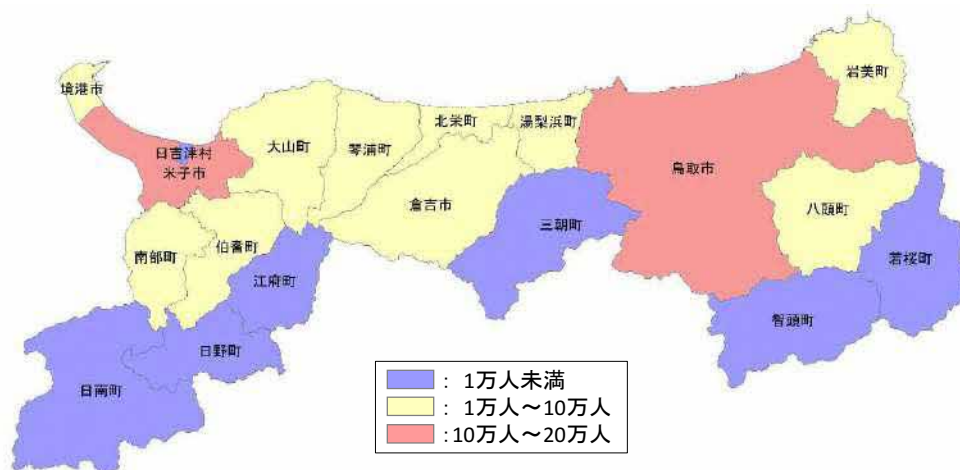 岩美町
境港市
北栄町
湯梨浜町
大山町
琴浦町
日吉津村
米子市
鳥取市
倉吉市
八頭町
三朝町
伯耆町
南部町
若桜町
江府町
智頭町
日野町
日南町
： 1万人未満
： 1万人～10万人
：10万人～20万人